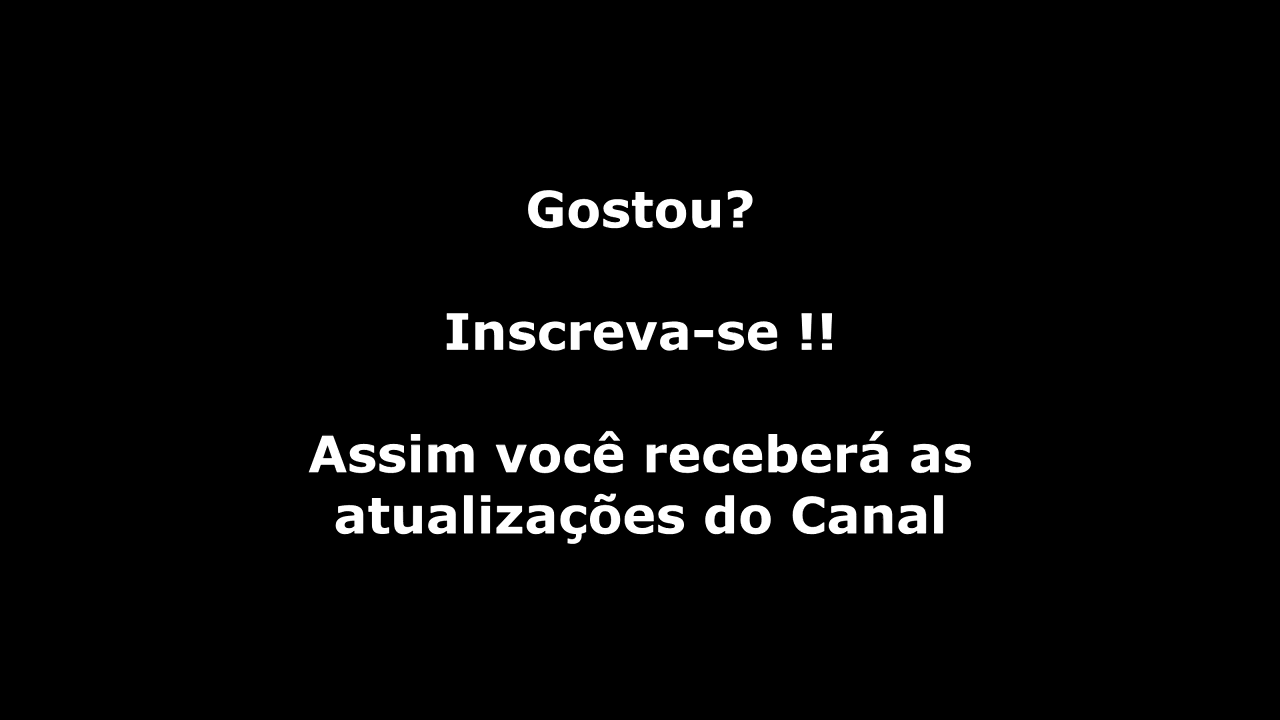 Gostou?
Inscreva-se !!
Assim você receberá as
atualizações do Canal